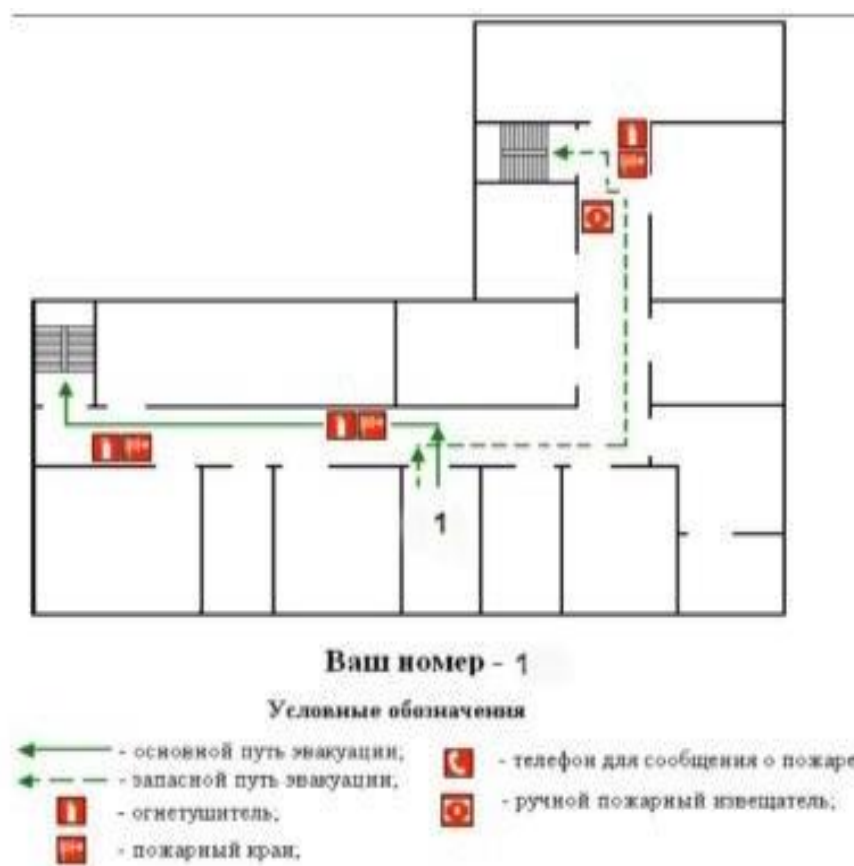 1
Ваш номер - 1
Условные обозначения
- основной путь эвакуации;
- запасной путь эвакуации;
- огнетушитель;
- пожарный кран;
- телефон для сообщения о пожаре
- ручной пожарный извещатель;